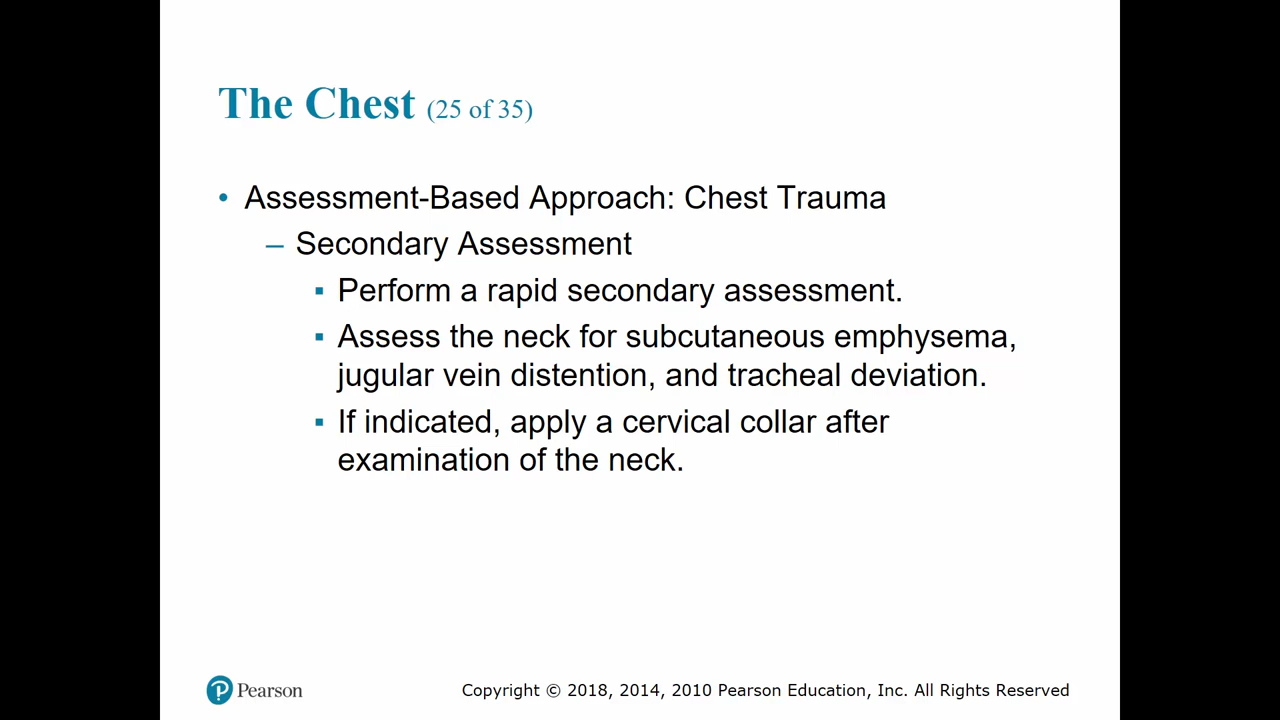 The Chest (25 of 35)
• Assessment-Based Approach: Chest Trauma
– Secondary Assessment
▪ Perform a rapid secondary assessment.
▪ Assess the neck for subcutaneous emphysema,
jugular vein distention, and tracheal deviation.
▪ If indicated, apply a cervical collar after
examination of the neck.
Pearson
Copyright © 2018, 2014, 2010 Pearson Education, Inc. All Rights Reserved